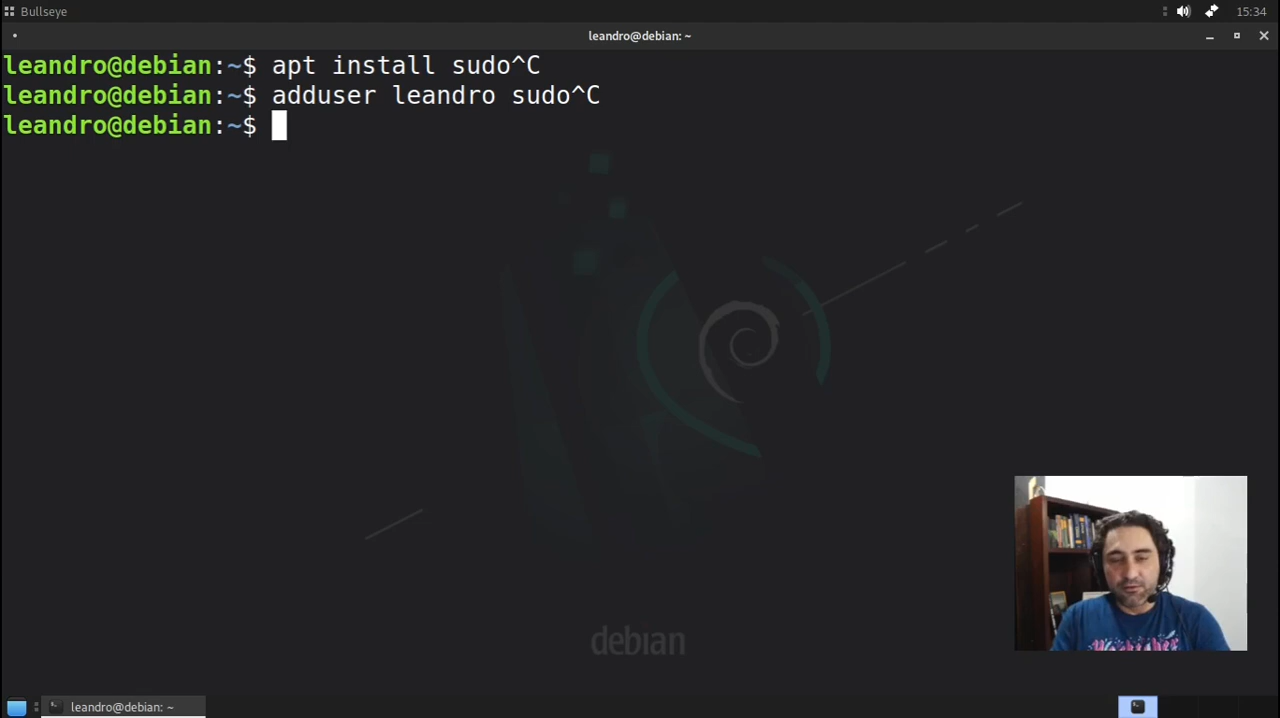 Bullseye
15:34
leandro@debian: ~
leandro@debian:~$ apt install sudo^C
leandro@debian:~$ adduser leandro sudo^C
leandro@debian:~$
debian
leandro@debian: ~